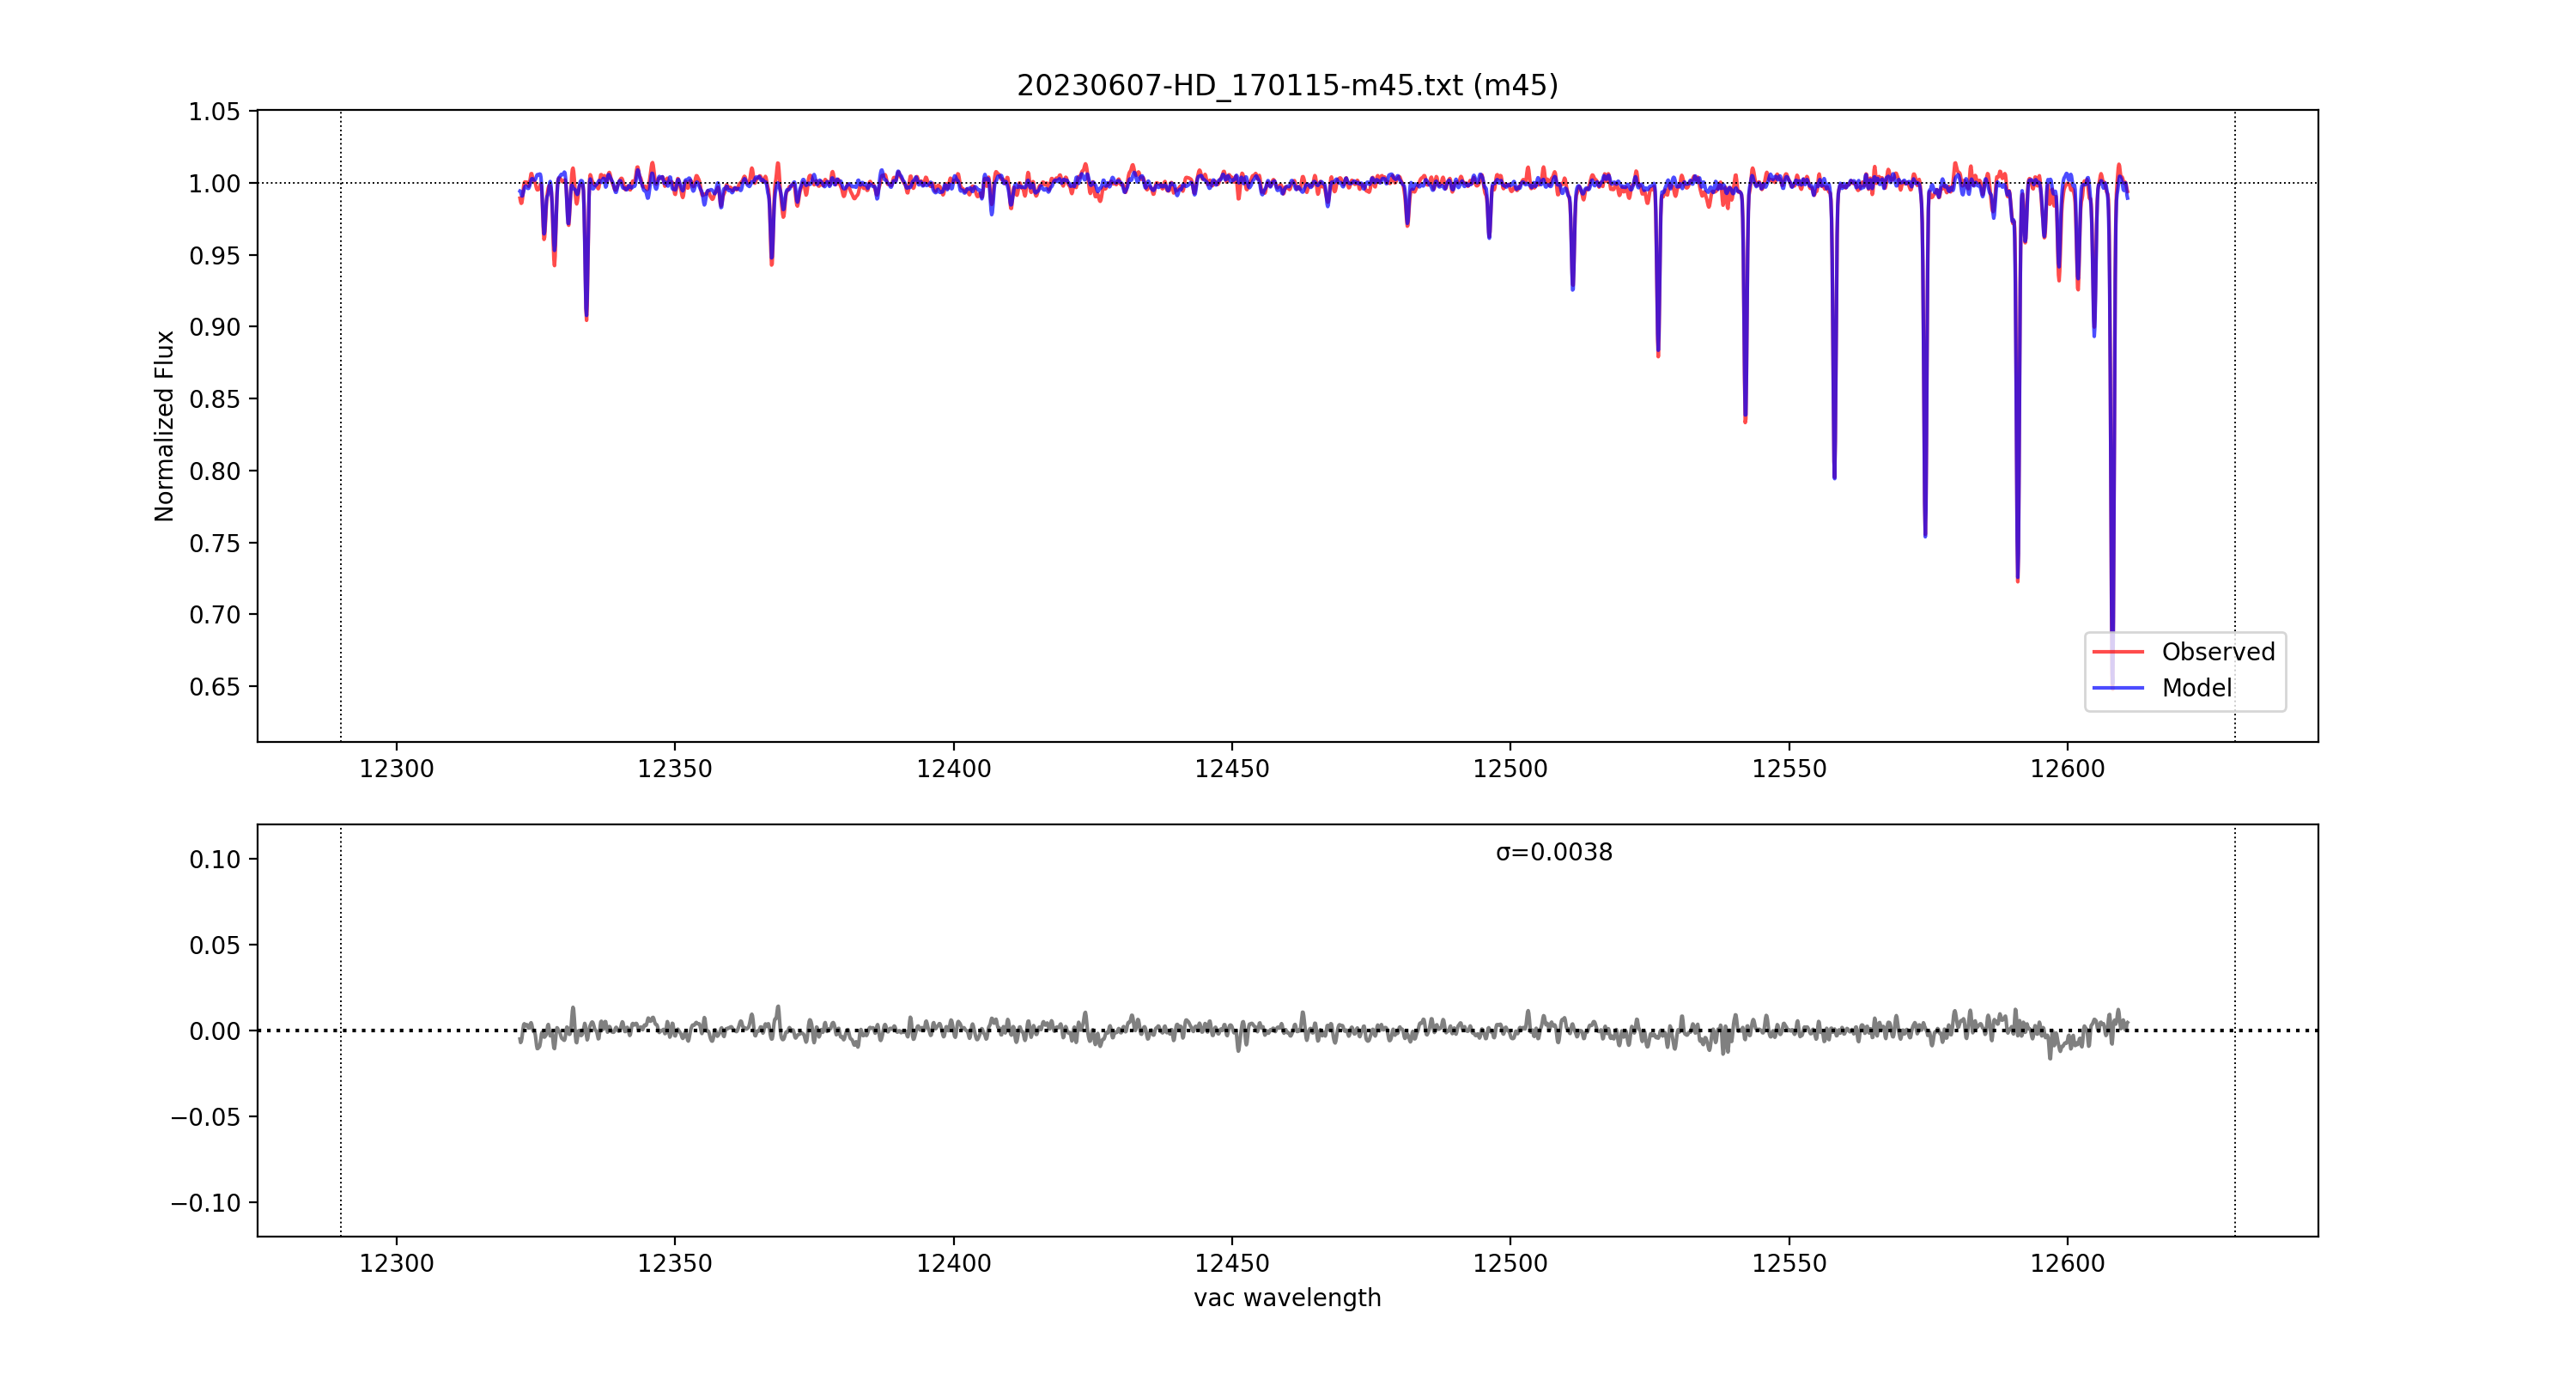 20230607-HD_170115-m45.txt (m45)
1.05
1.00
0.95
0.90
0.85
0.80
0.75
0.70
0.65
Normalized Flux
Observed
Model
12300 12350 12400 12450 12500 12550 12600
σ=0.0038
0.10
0.05
0.00
−0.05
−0.10
12300 12350 12400 12450 12500 12550 12600
vac wavelength